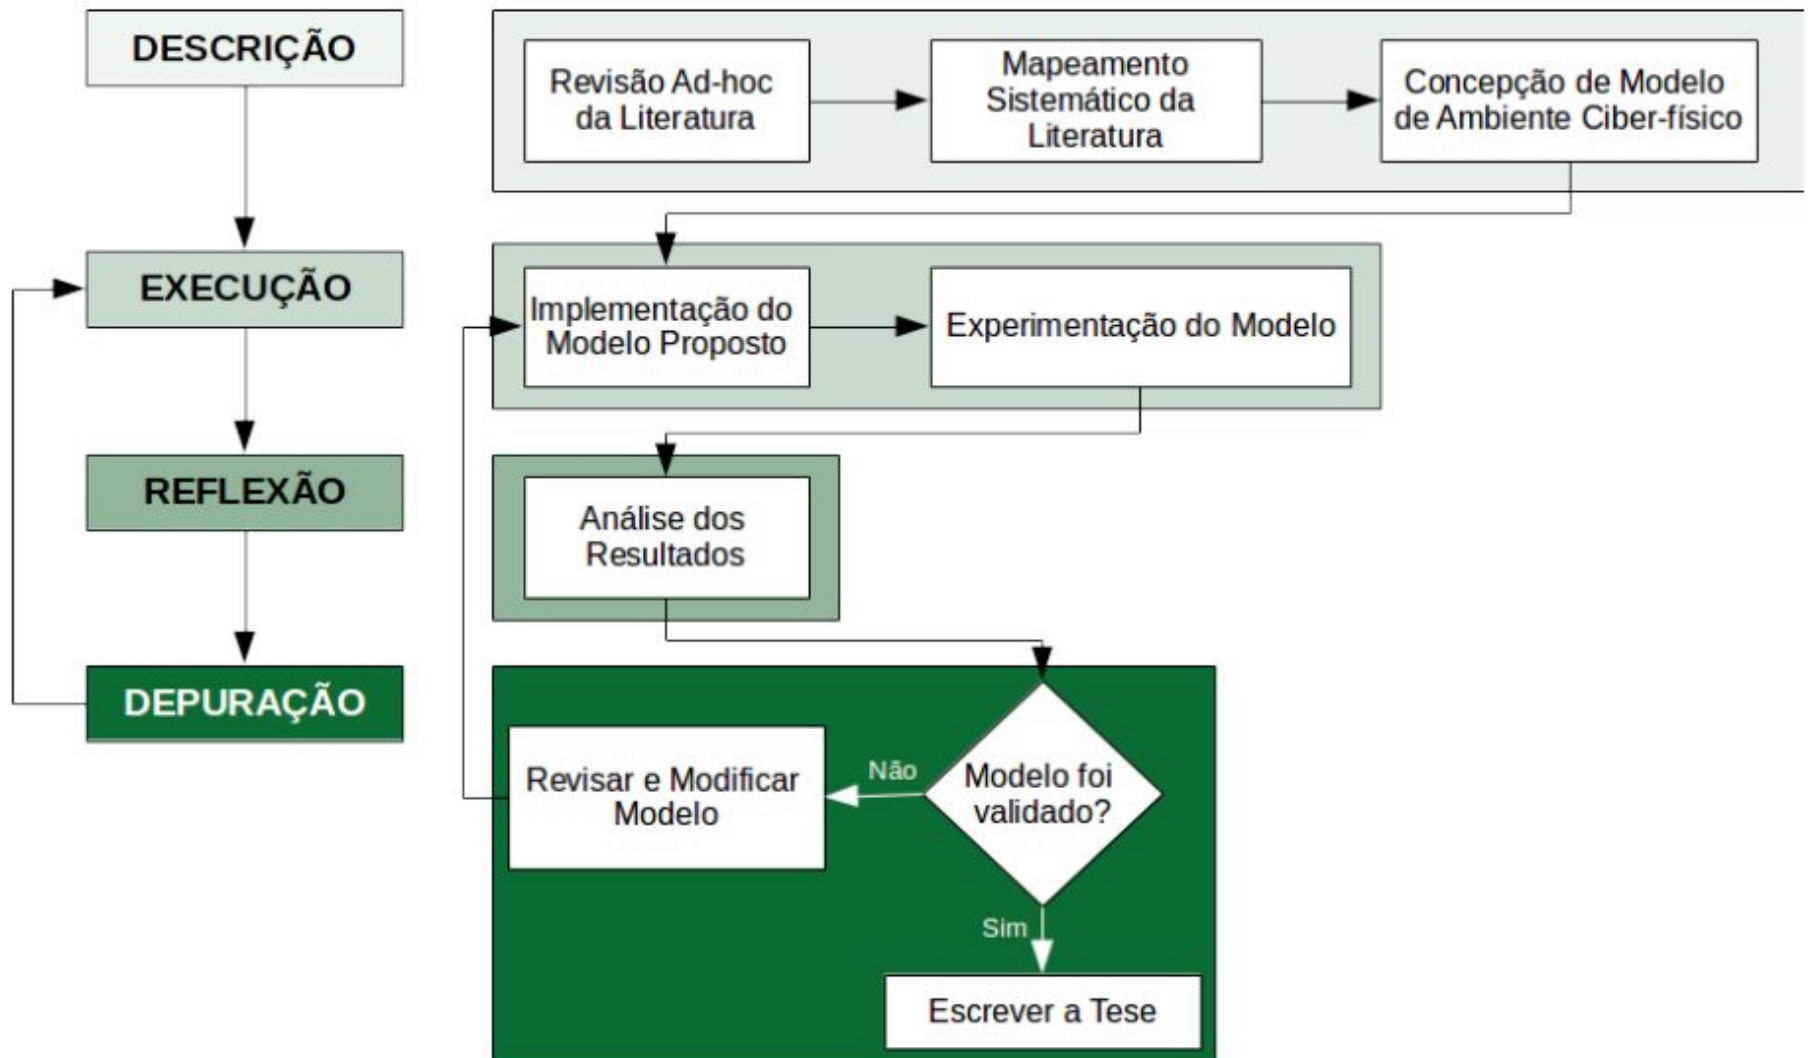 DESCRIÇÃO
Revisão Ad-hoc
da Literatura
Mapeamento
Sistemático da
Literatura
Concepção de Modelo
de Ambiente Ciber-físico
EXECUÇÃO
Implementação do
Modelo Proposto
Experimentação do Modelo
REFLEXÃO
Análise dos
Resultados
DEPURAÇÃO
Revisar e Modificar
Modelo
Não
Modelo foi
validado?
Sim
Escrever a Tese